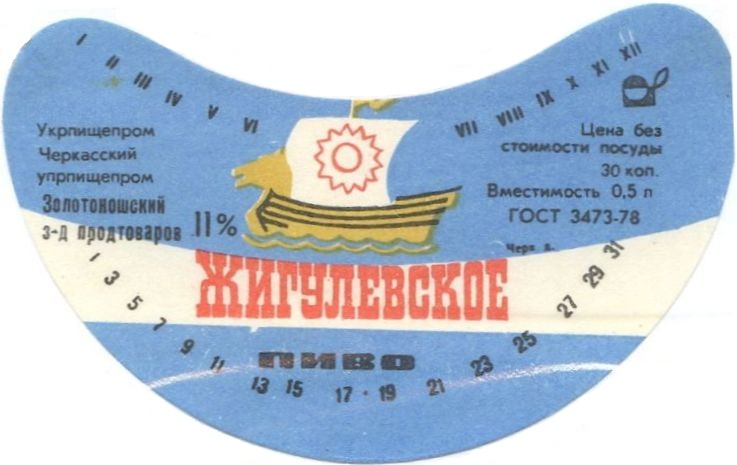 I II III IV V VI
VII VIII IX X XI XII
Укрпищепром
Черкасский
упрпищепром
Золотоношский
з-д продтоваров
11%
Цена без
стоимости посуды
30 коп.
Вместимость 0,5 л
ГОСТ 3473-78
ЖИГУЛЕВСКОЕ
ПИВО
1 3 5 7 9 11 13 15 17 · 19 21 23 25 27 29 31